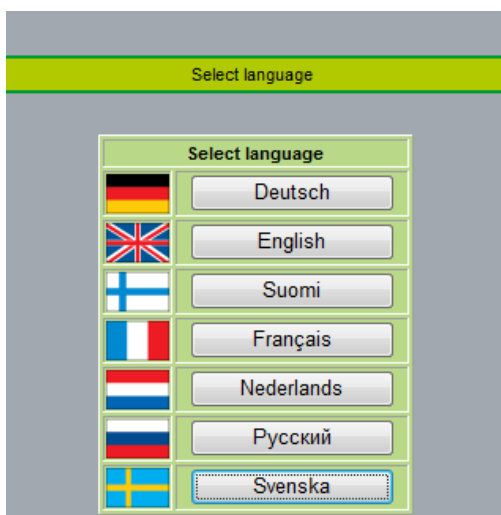 Select language
Select language
Deutsch
English
Suomi
Français
Nederlands
Русский
Svenska